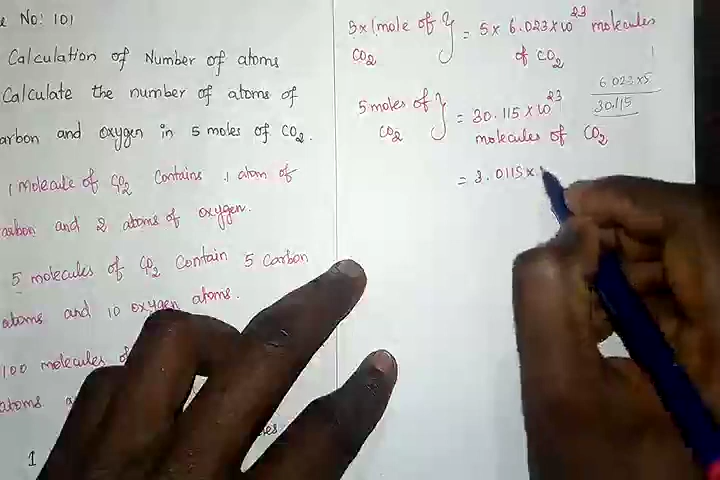 e No: 101
Calculation of Number of atoms
Calculate the number of atoms of
arbon and oxygen in 5 moles of CO2.
1 Molecule of CO2 contains 1 atom of
carbon and 2 atoms of oxygen.
5 molecules of CO2 contain 5 carbon
atoms and 10 oxygen atoms.
100 molecules of
atoms
1
5x1mole of } = 5 x 6.023 x 10^23 molecules
CO2 of CO2
6.023 x 5
30.115
5 moles of } = 30.115 x 10^23
CO2 molecules of CO2
= 3.0115 x